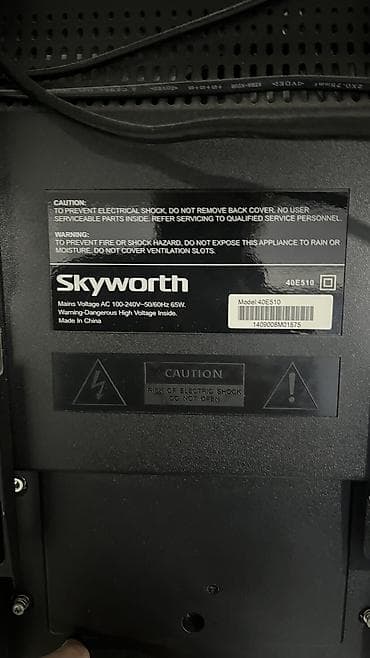 CAUTION:
TO PREVENT ELECTRICAL SHOCK, DO NOT REMOVE BACK COVER. NO USER
SERVICEABLE PARTS INSIDE. REFER SERVICING TO QUALIFIED SERVICE PERSONNEL.
WARNING:
TO PREVENT FIRE OR SHOCK HAZARD, DO NOT EXPOSE THIS APPLIANCE TO RAIN OR
MOISTURE, DO NOT COVER VENTILATION SLOTS.
Skyworth
40E510
Mains Voltage AC 100-240V~50/60Hz 65W.
Warning-Dangerous High Voltage Inside.
Made In China
Model:40E510
1409008M01575
CAUTION
RISK OF ELECTRIC SHOCK
DO NOT OPEN